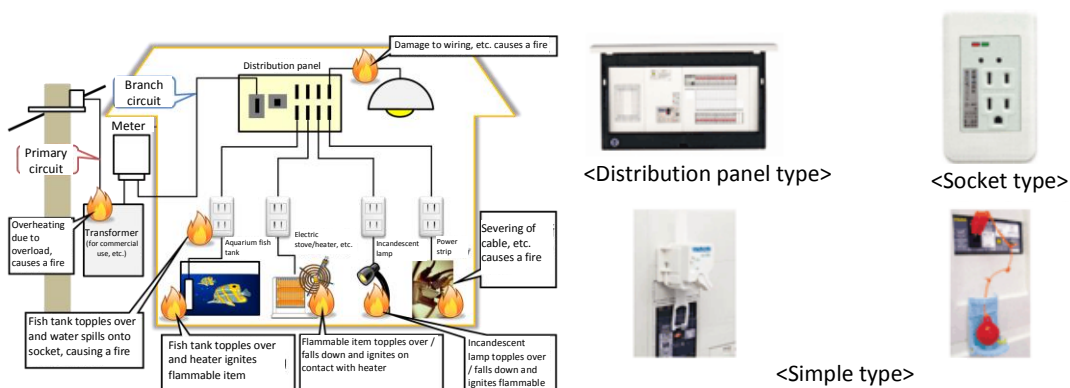 Damage to wiring, etc. causes a fire
Distribution panel
Branch
circuit
Meter
Primary
circuit
Overheating
due to
overload,
causes a fire
Transformer
(for commercial
use, etc.)
Aquarium fish
tank
Electric
stove/heater, etc.
Incandescent
lamp
Power
strip
Severing of
cable, etc.
causes a fire
Fish tank topples over
and water spills onto
socket, causing a fire
Fish tank topples over
and heater ignites
flammable item
Flammable item topples over /
falls down and ignites on
contact with heater
Incandescent
lamp topples over
/ falls down and
ignites flammable
<Distribution panel type>
<Socket type>
<Simple type>